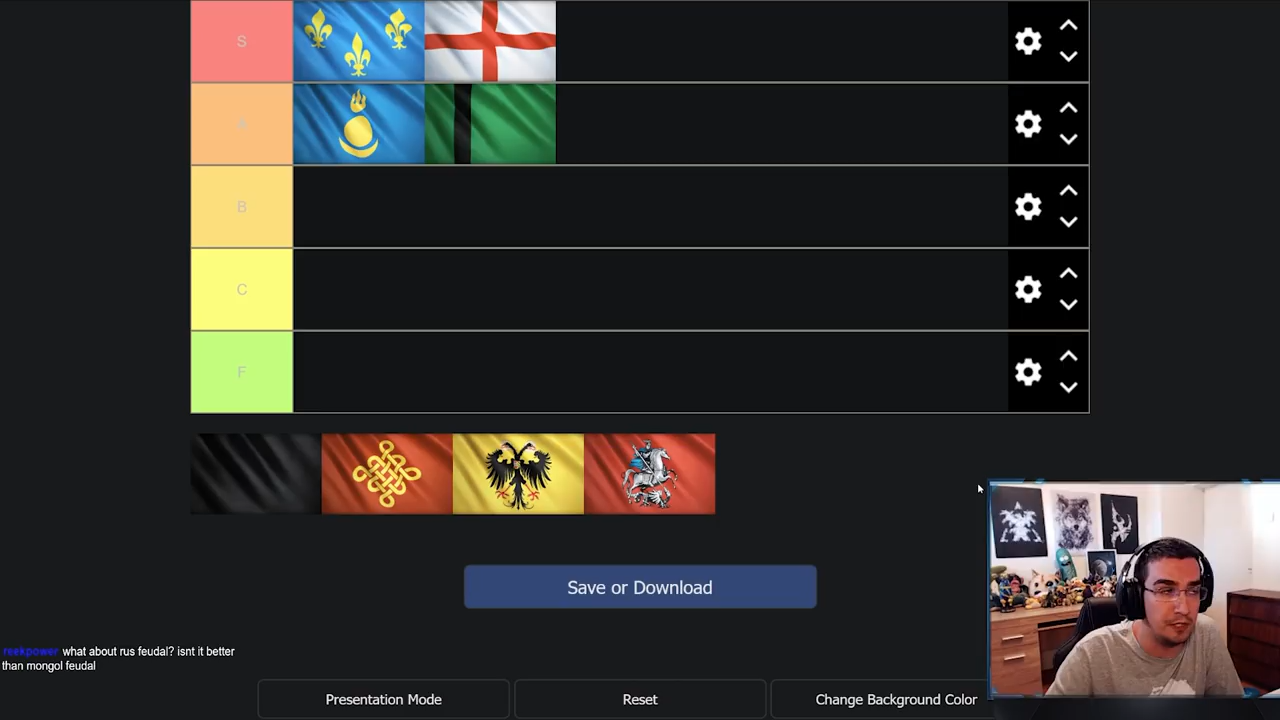 S
A
B
C
F
Save or Download
reekpower what about rus feudal? isnt it better
than mongol feudal
Presentation Mode
Reset
Change Background Color